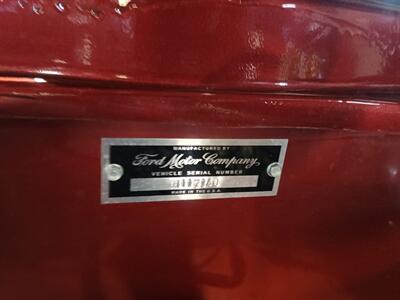 MANUFACTURED BY
Ford Motor Company
VEHICLE SERIAL NUMBER
MADE IN THE U.S.A.